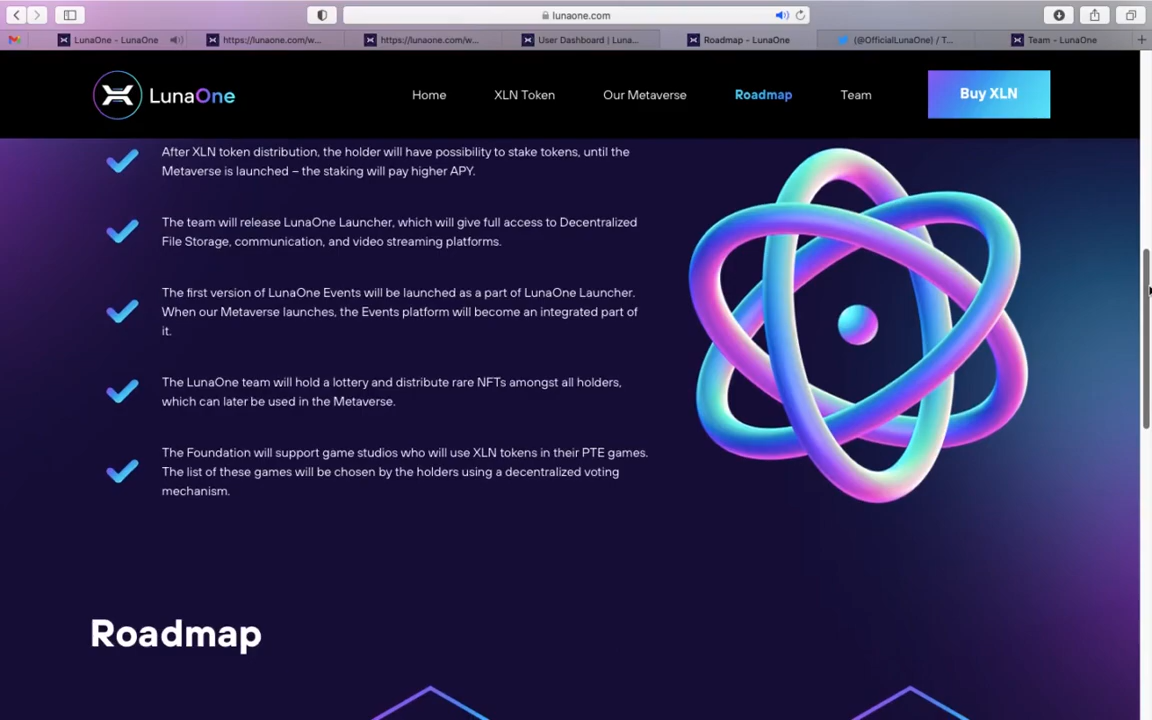 lunaone.com
LunaOne - LunaOne
https://lunaone.com/w...
https://lunaone.com/w...
User Dashboard | Luna...
Roadmap - LunaOne
(@OfficialLunaOne) / T...
Team - LunaOne
LunaOne
Home
XLN Token
Our Metaverse
Roadmap
Team
Buy XLN
After XLN token distribution, the holder will have possibility to stake tokens, until the
Metaverse is launched – the staking will pay higher APY.
The team will release LunaOne Launcher, which will give full access to Decentralized
File Storage, communication, and video streaming platforms.
The first version of LunaOne Events will be launched as a part of LunaOne Launcher.
When our Metaverse launches, the Events platform will become an integrated part of
it.
The LunaOne team will hold a lottery and distribute rare NFTs amongst all holders,
which can later be used in the Metaverse.
The Foundation will support game studios who will use XLN tokens in their PTE games.
The list of these games will be chosen by the holders using a decentralized voting
mechanism.
Roadmap